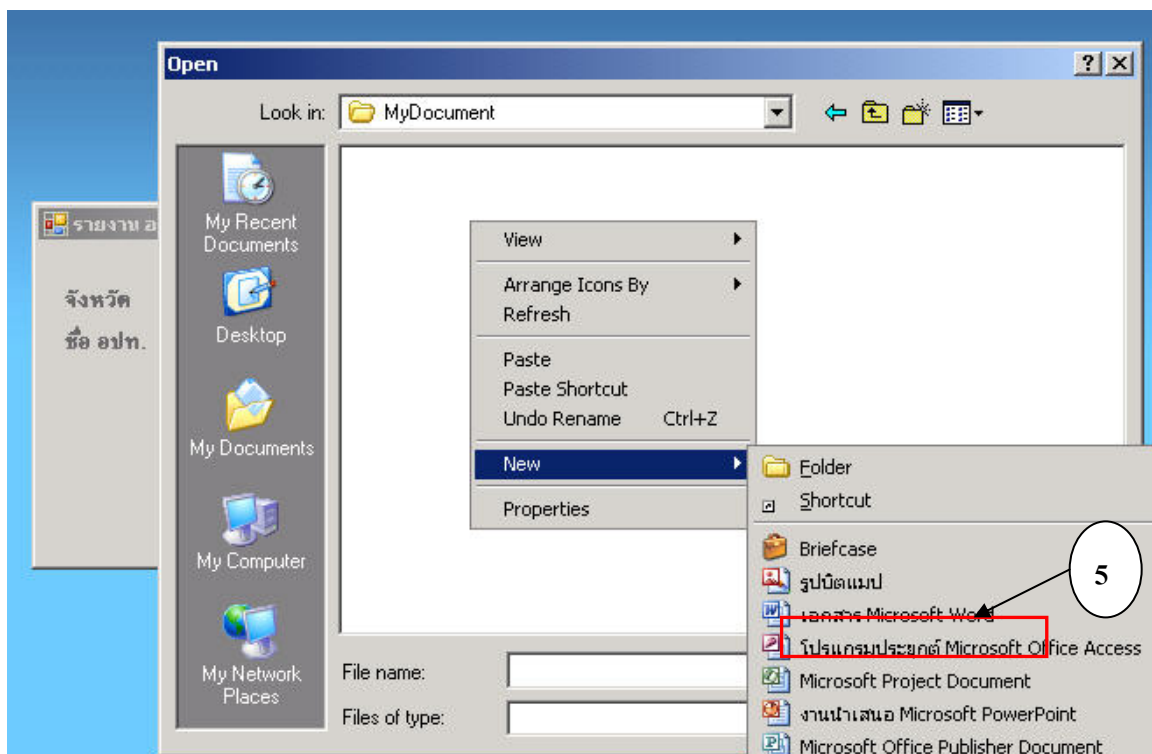 Open
Look in: MyDocument
รายงาน อ
จังหวัด
ชื่อ อปท.
My Recent
Documents
Desktop
My Documents
My Computer
My Network
Places
View
Arrange Icons By
Refresh
Paste
Paste Shortcut
Undo Rename Ctrl+Z
New
Properties
Folder
Shortcut
Briefcase
รูปบิตแมป
เอกสาร Microsoft Word
โปรแกรมประยุกต์ Microsoft Office Access
Microsoft Project Document
งานนำเสนอ Microsoft PowerPoint
Microsoft Office Publisher Document
5
File name:
Files of type: